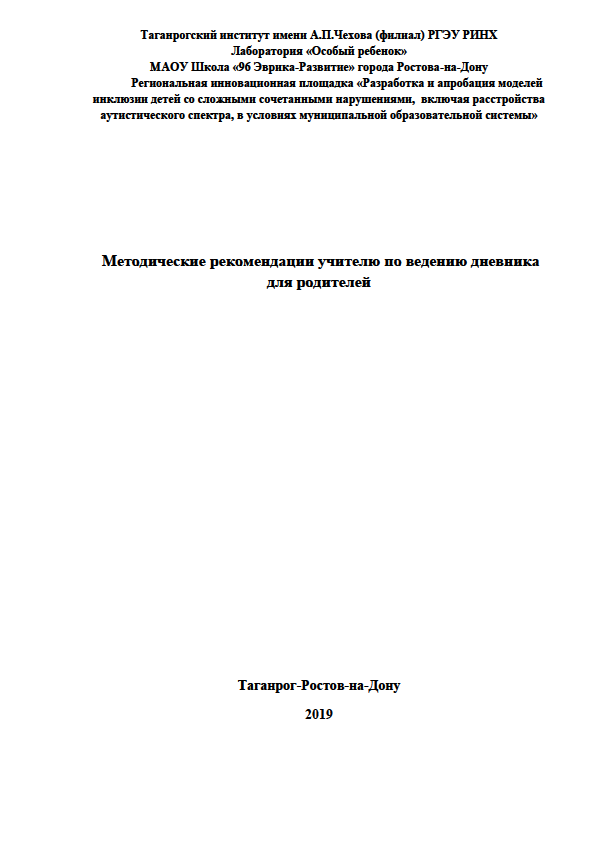 Таганрогский институт имени А.П.Чехова (филиал) РГЭУ РИНХ
Лаборатория «Особый ребенок»
МАОУ Школа «96 Эврика-Развитие» города Ростова-на-Дону
Региональная инновационная площадка «Разработка и апробация моделей
инклюзии детей со сложными сочетанными нарушениями, включая расстройства
аутистического спектра, в условиях муниципальной образовательной системы»
Методические рекомендации учителю по ведению дневника
для родителей
Таганрог-Ростов-на-Дону
2019